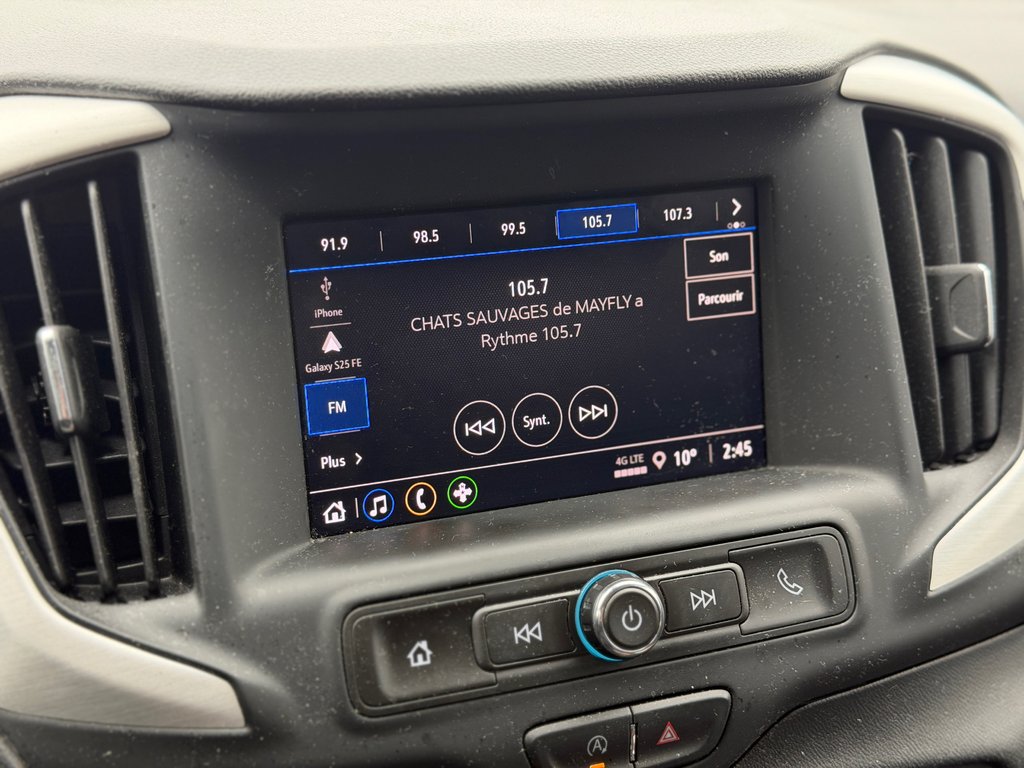 91.9 98.5 99.5 105.7 107.3
iPhone
Galaxy S25 FE
FM
Plus
105.7
CHATS SAUVAGES de MAYFLY a
Rythme 105.7
Son
Parcourir
Synt.
4G LTE 10° 2:45
A